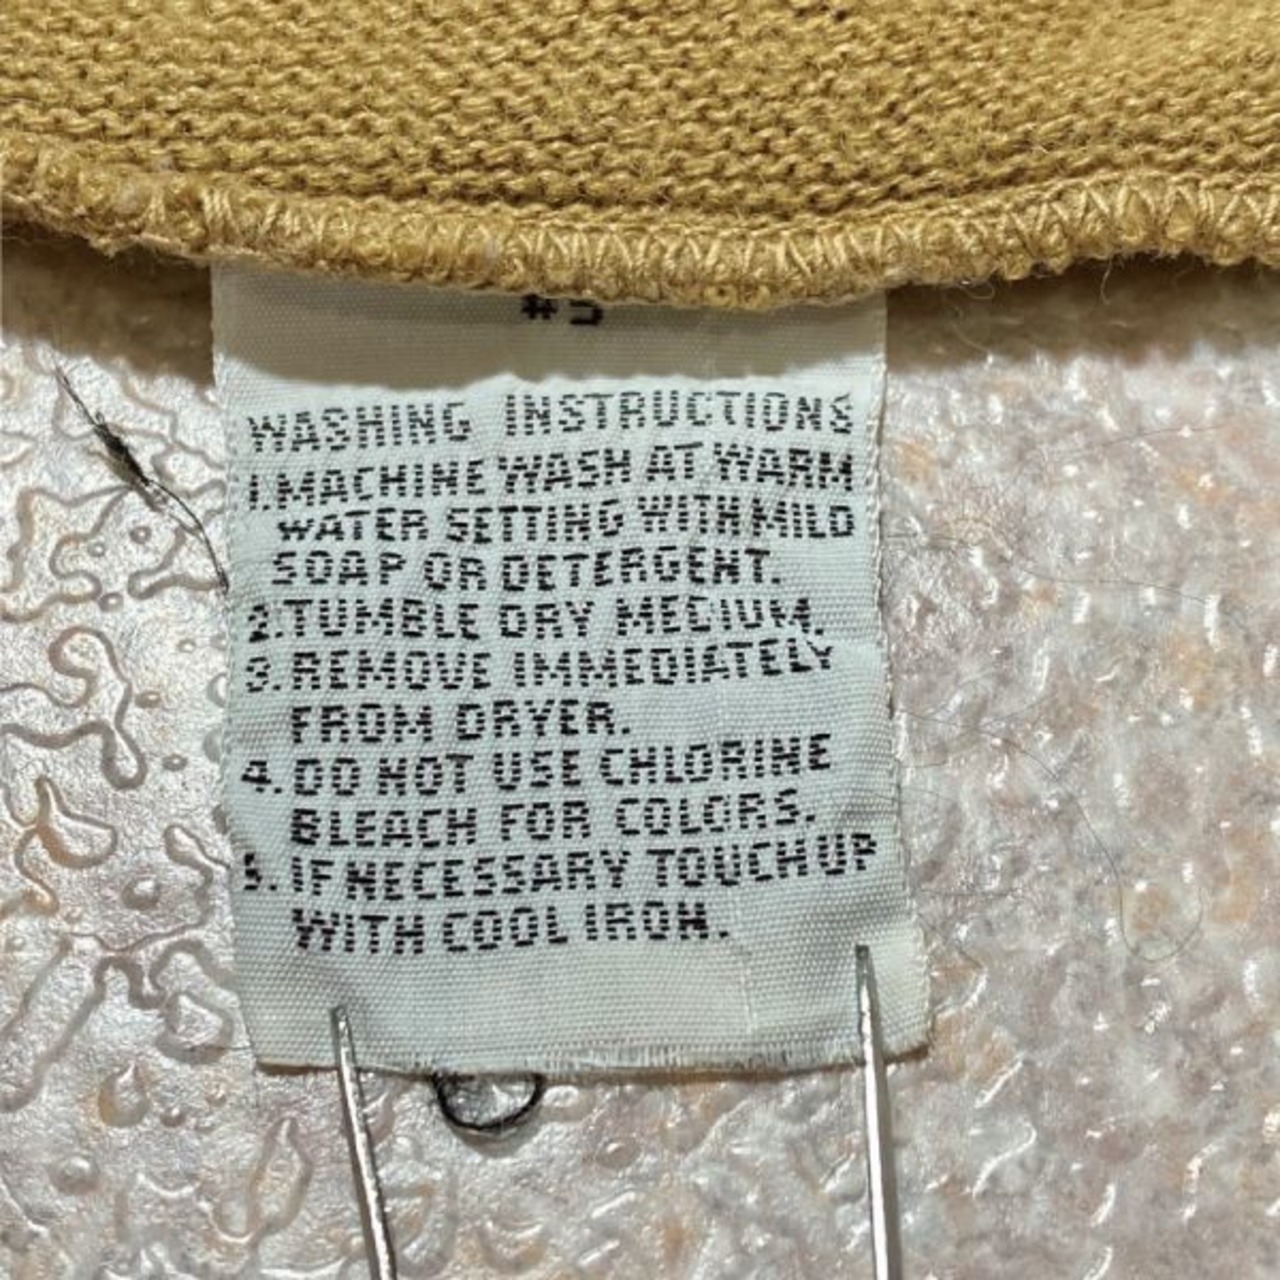 #5
WASHING INSTRUCTIONS
1.MACHINE WASH AT WARM
WATER SETTING WITH MILD
SOAP OR DETERGENT.
2.TUMBLE DRY MEDIUM.
3.REMOVE IMMEDIATELY
FROM DRYER.
4.DO NOT USE CHLORINE
BLEACH FOR COLORS.
5.IF NECESSARY TOUCH UP
WITH COOL IRON.